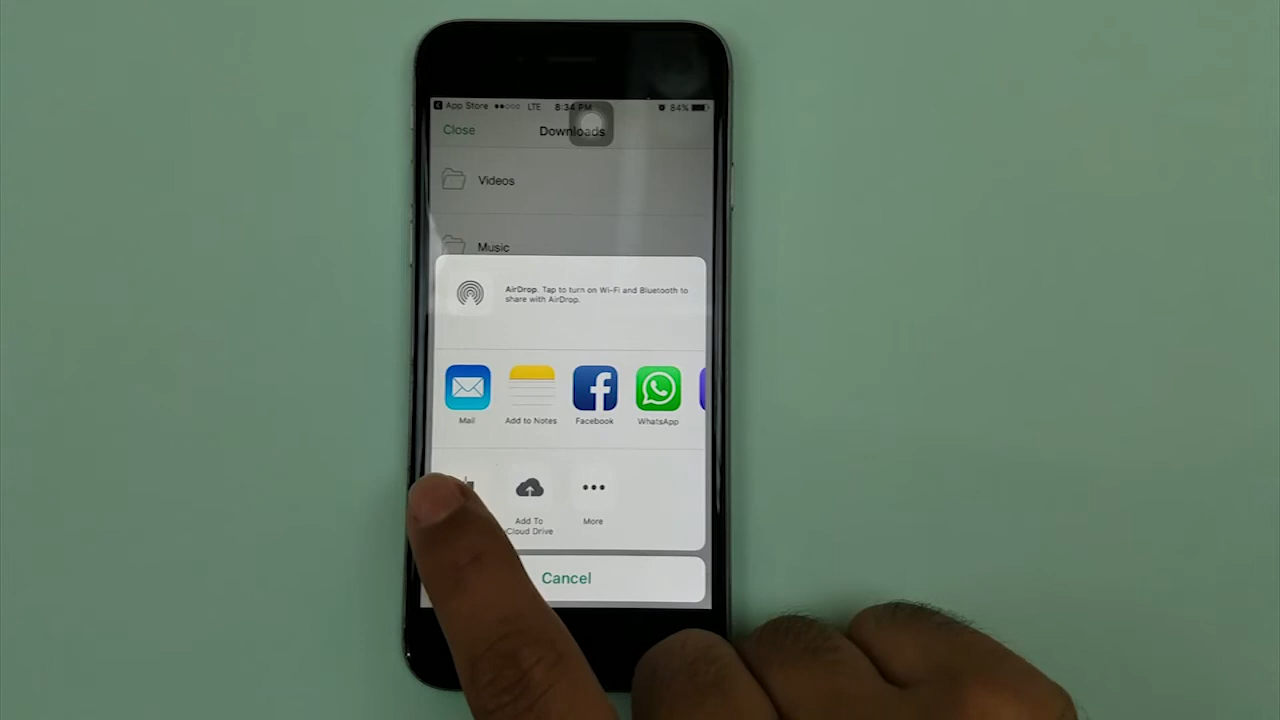 App Store LTE 8:34 PM 84%
Close Downloads
Videos
Music
AirDrop. Tap to turn on Wi-Fi and Bluetooth to
share with AirDrop.
Mail Add to Notes Facebook WhatsApp
Add To
Cloud Drive
More
Cancel